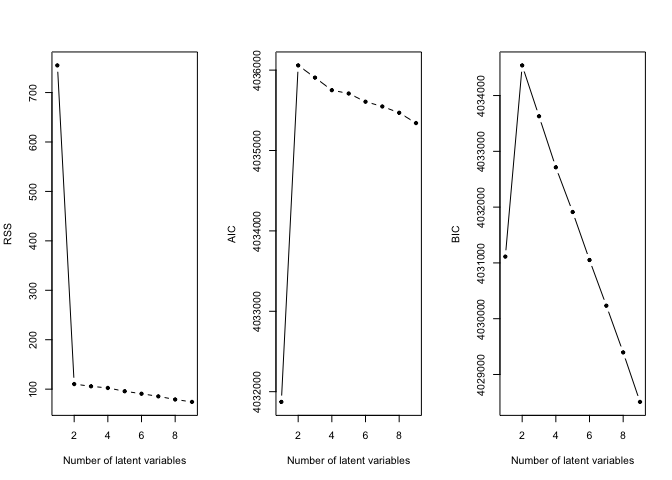 RSS
700
600
500
400
300
200
100
2 4 6 8
Number of latent variables
AIC
4036000
4035000
4034000
4033000
4032000
2 4 6 8
Number of latent variables
BIC
4034000
4033000
4032000
4031000
4030000
4029000
2 4 6 8
Number of latent variables